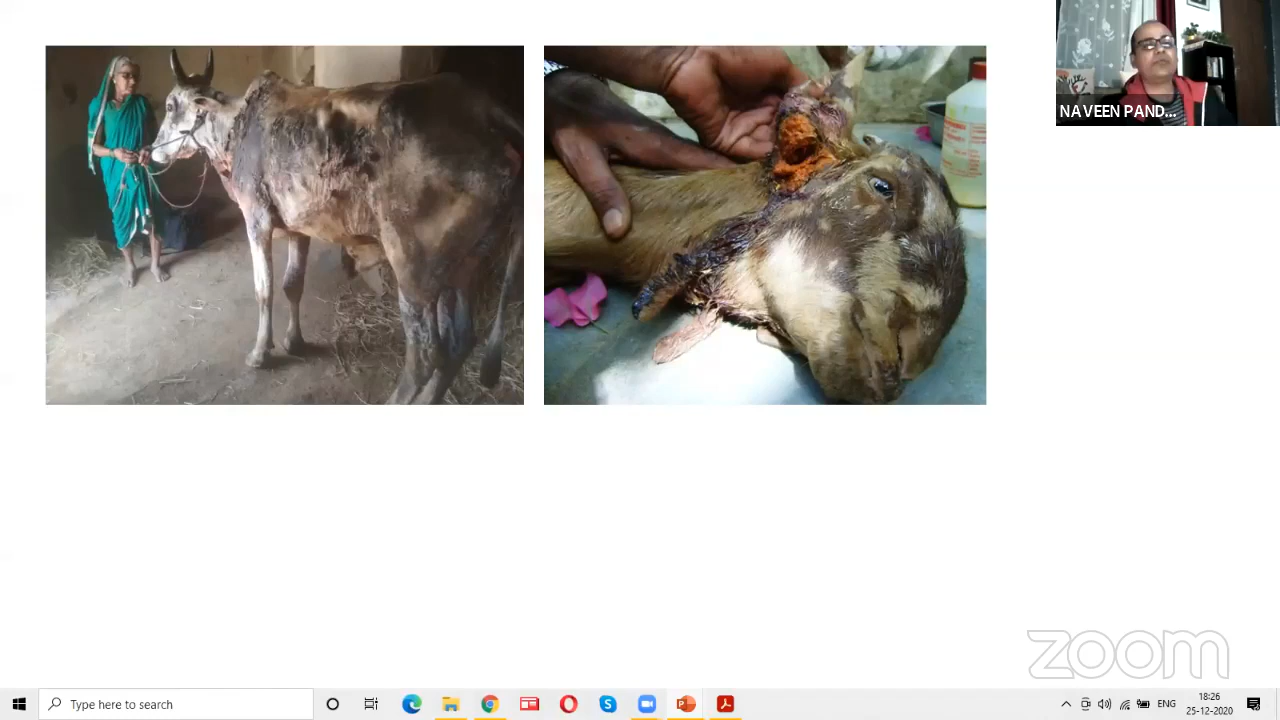 NAVEEN PAND...
zoom
Type here to search
ENG
18:26
25-12-2020